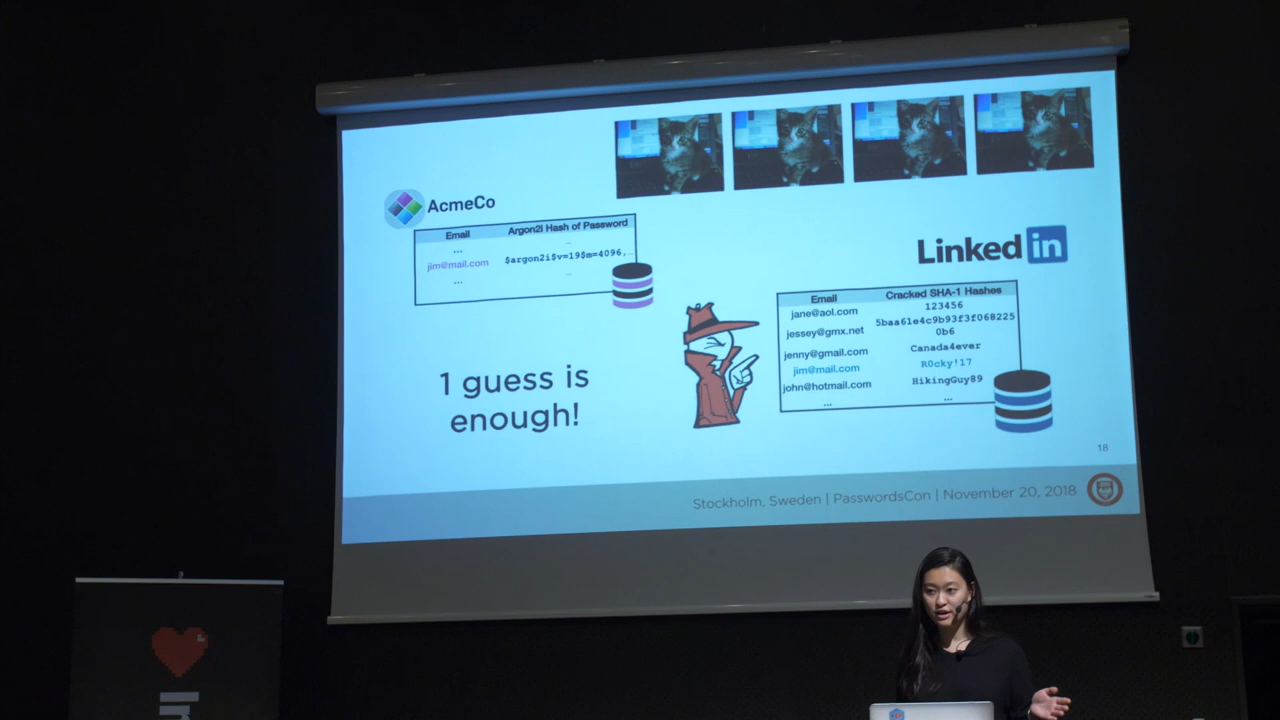 AcmeCo
Email Argon2i Hash of Password
... ...
jim@mail.com $argon2i$v=19$m=4096,...
... ...
1 guess is
enough!
Linked in
Email Cracked SHA-1 Hashes
jane@aol.com 123456
jessey@gmx.net 5baa61e4c9b93f3f068225
0b6
jenny@gmail.com Canada4ever
jim@mail.com R0cky!17
john@hotmail.com HikingGuy89
... ...
18
Stockholm, Sweden | PasswordsCon | November 20, 2018